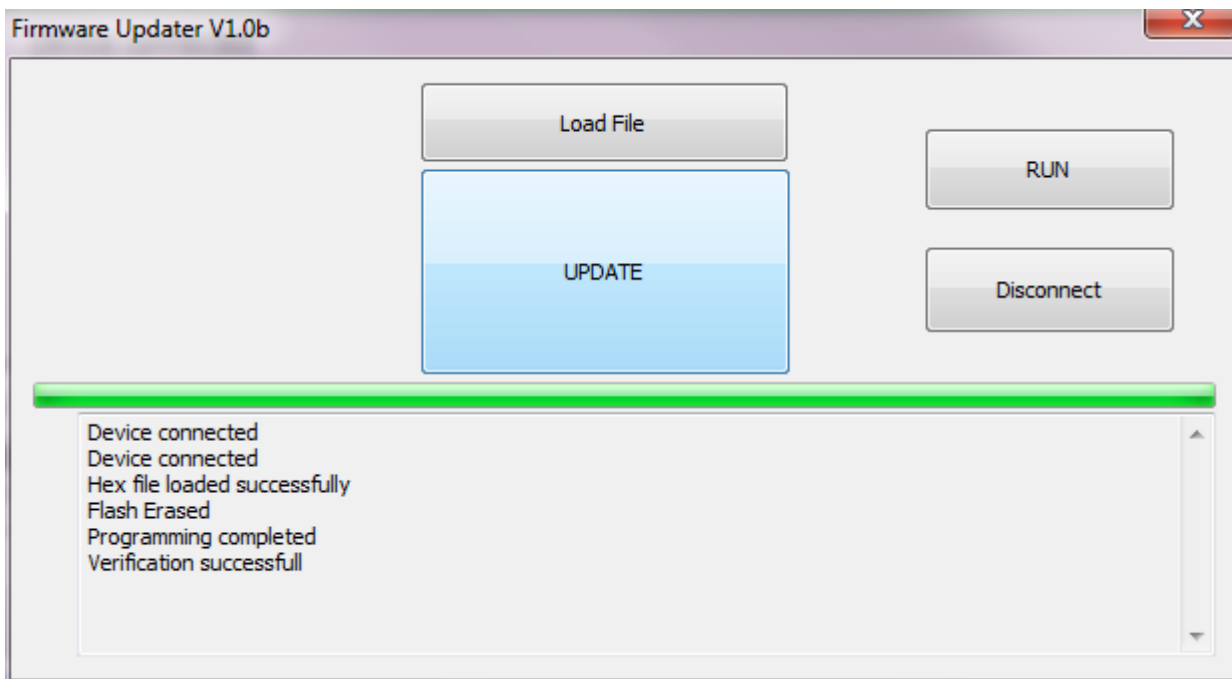 Firmware Updater V1.0b
Load File
RUN
UPDATE
Disconnect
Device connected
Device connected
Hex file loaded successfully
Flash Erased
Programming completed
Verification successfull